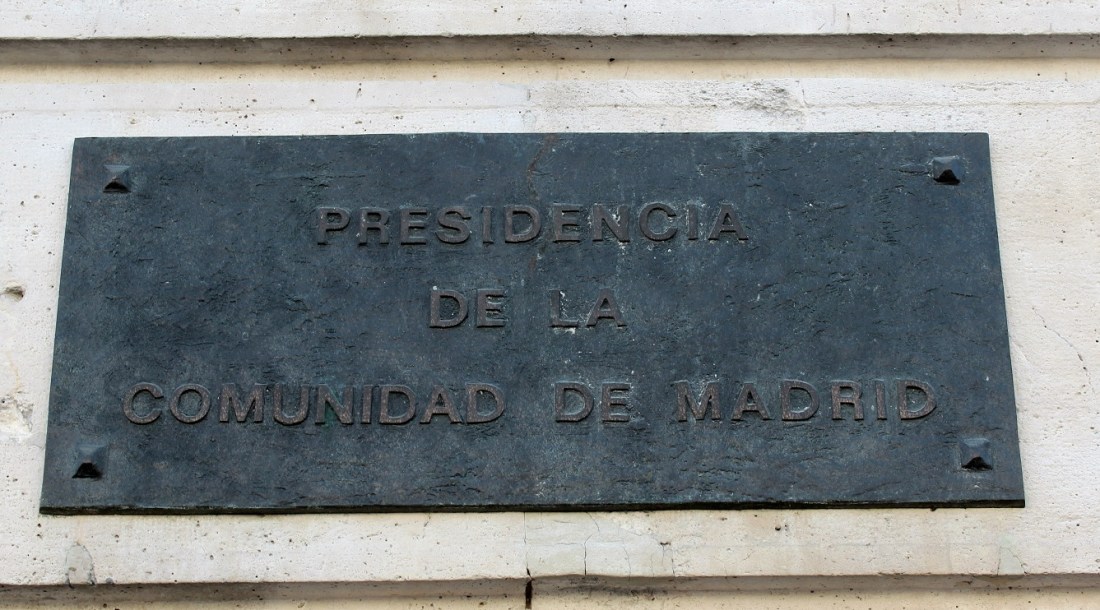 PRESIDENCIA
DE LA
COMUNIDAD DE MADRID